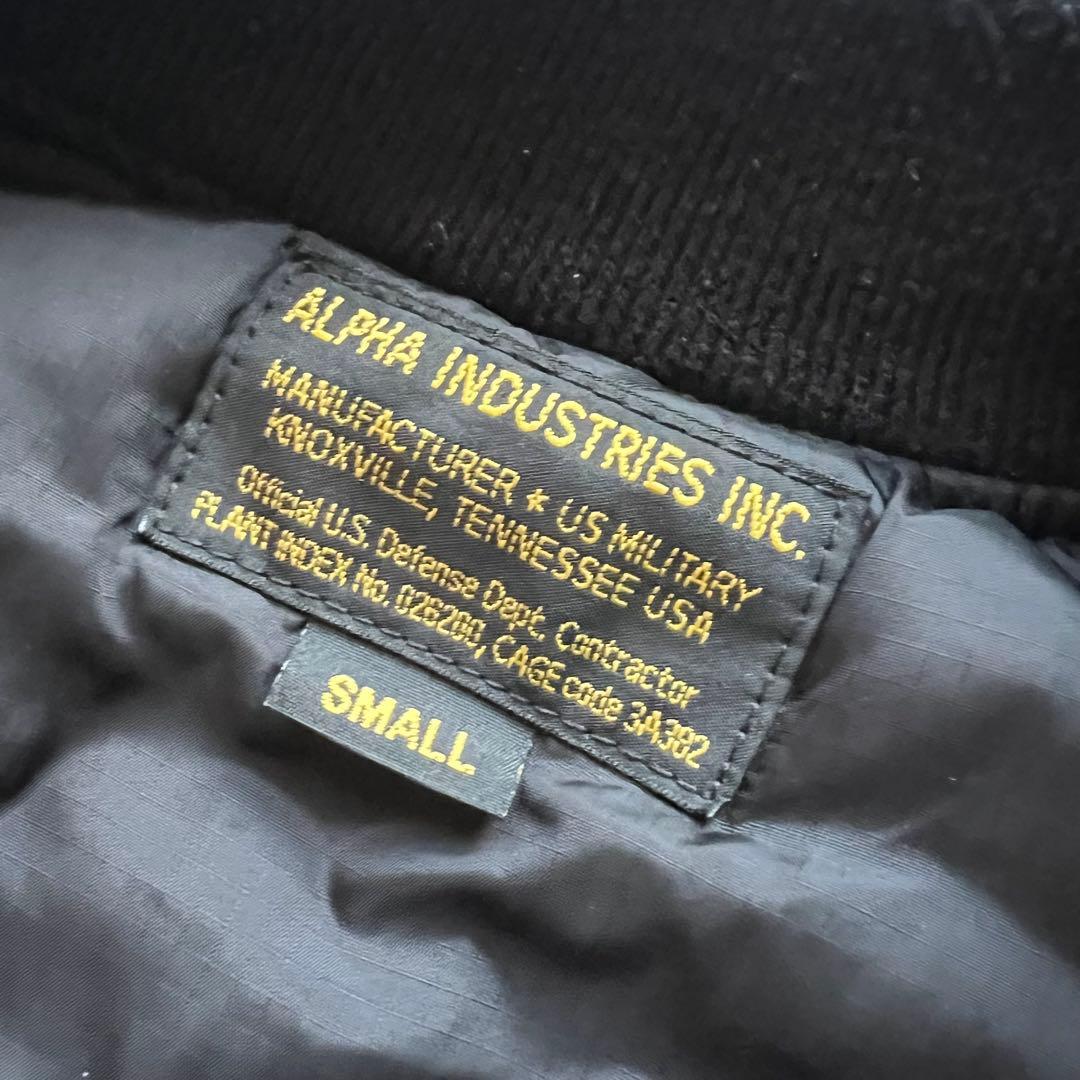 ALPHA INDUSTRIES INC.
MANUFACTURER * US MILITARY
KNOXVILLE, TENNESSEE USA
Official U.S. Defense Dept. Contractor
PLANT INDEX No. 026200, CAGE code 3A382
SMALL